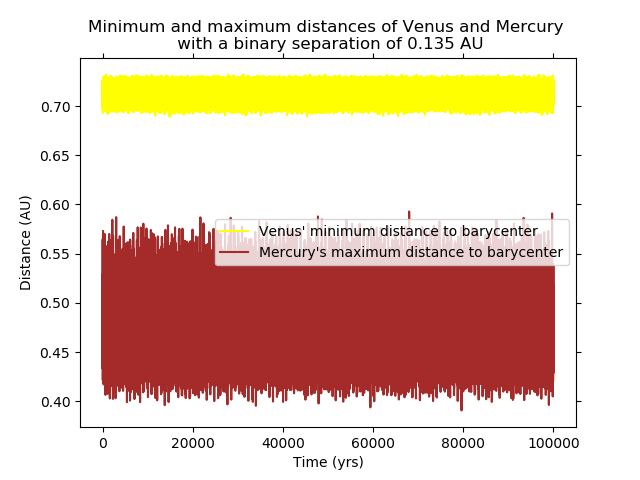 Minimum and maximum distances of Venus and Mercury
with a binary separation of 0.135 AU
0.70
0.65
0.60
0.55
0.50
0.45
0.40
Distance (AU)
Venus' minimum distance to barycenter
Mercury's maximum distance to barycenter
0
20000
40000
60000
80000
100000
Time (yrs)